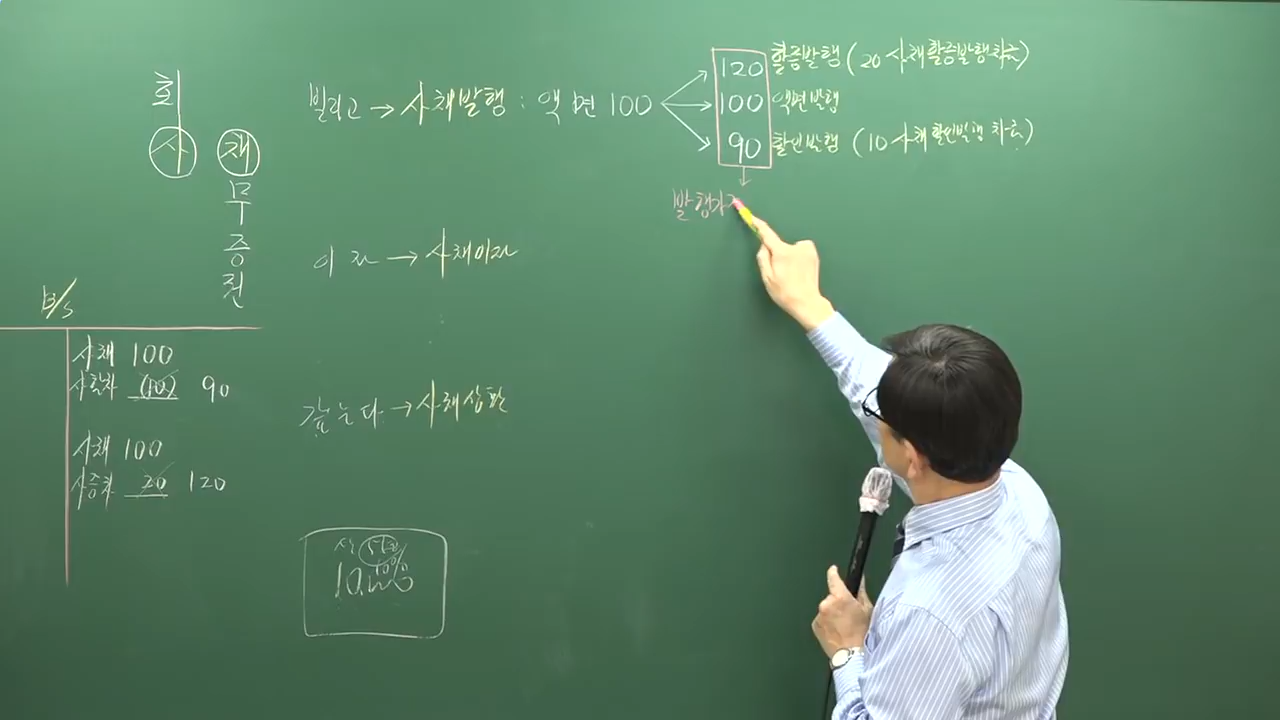 회
사 채
무
증
권
빌리고 → 사채발행 : 액면 100
120 할증발행 (20 사채할증발행차금)
100 액면발행
90 할인발행 (10 사채할인발행차금)
발행가
이자 → 사채이자
갚는다 → 사채상환
B/S
사채 100
사할차 (10) 90
사채 100
사증차 20 120
10%